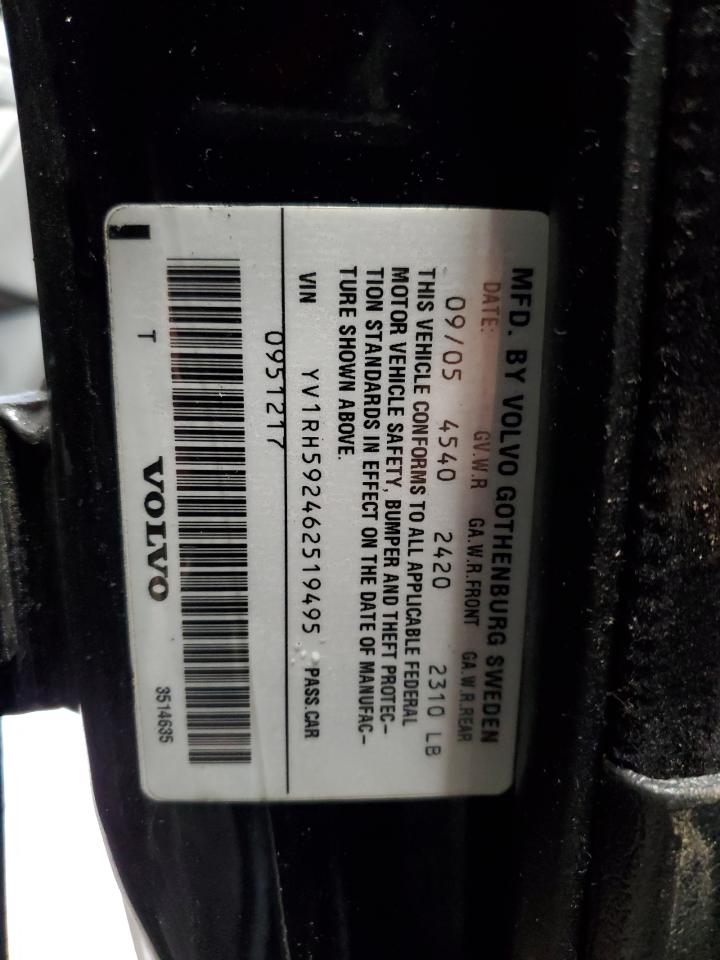 MFD. BY VOLVO GOTHENBURG SWEDEN
DATE: GV.W.R GA.W.R.FRONT GA.W.R.REAR
09/05 4540 2420 2310 LB
THIS VEHICLE CONFORMS TO ALL APPLICABLE FEDERAL
MOTOR VEHICLE SAFETY, BUMPER AND THEFT PROTEC-
TION STANDARDS IN EFFECT ON THE DATE OF MANUFAC-
TURE SHOWN ABOVE.
VIN YV1RH592462519495 PASS.CAR
0951217
T VOLVO 3514635